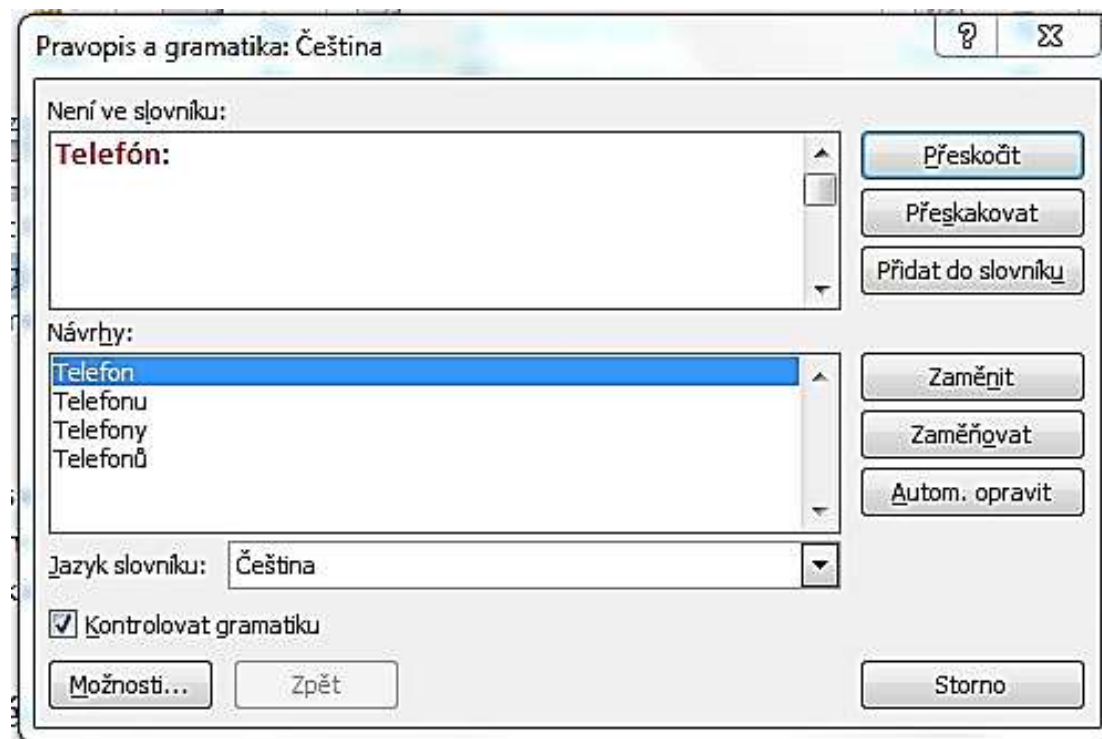 Pravopis a gramatika: Čeština
Není ve slovníku:
Telefón:
Přeskočit
Přeskakovat
Přidat do slovníku
Návrhy:
Telefon
Telefonu
Telefony
Telefonů
Zaměnit
Zaměňovat
Autom. opravit
Jazyk slovníku: Čeština
Kontrolovat gramatiku
Možnosti... Zpět Storno